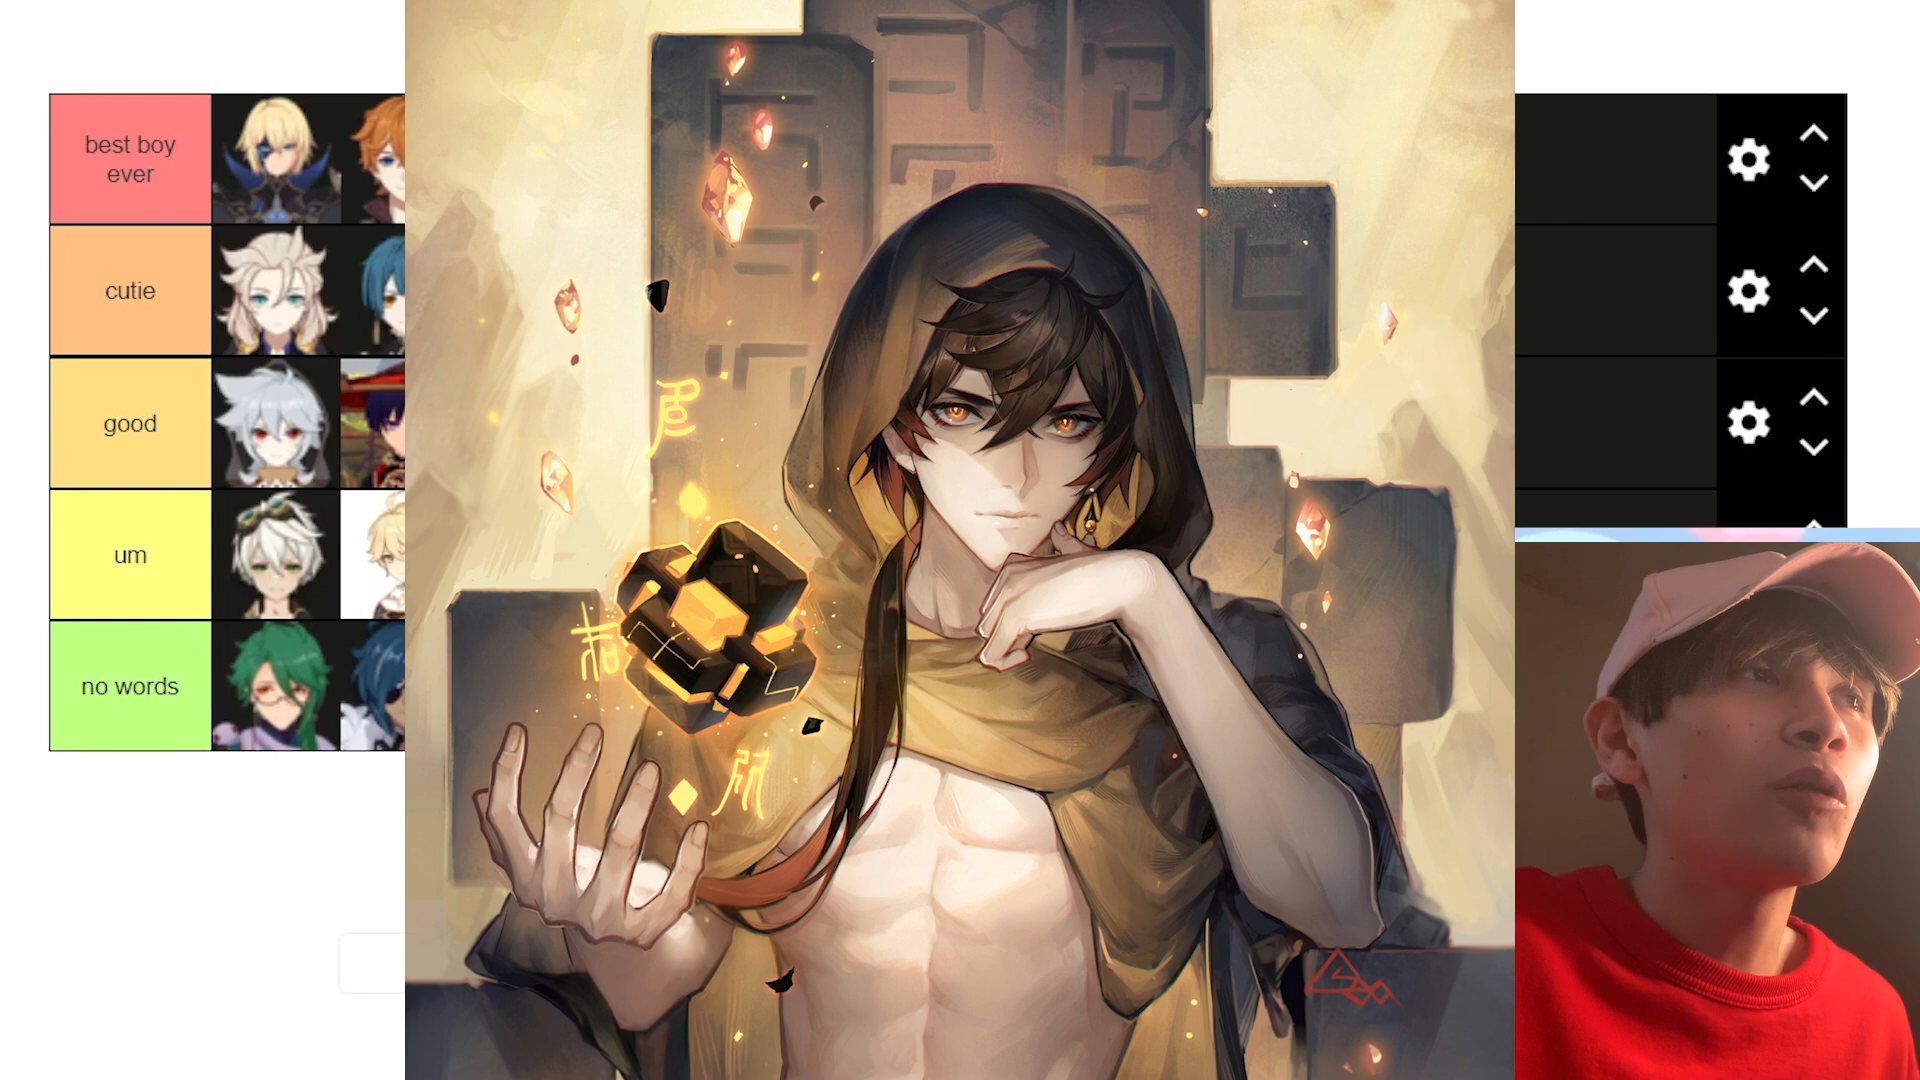 best boy
ever
cutie
good
um
no words